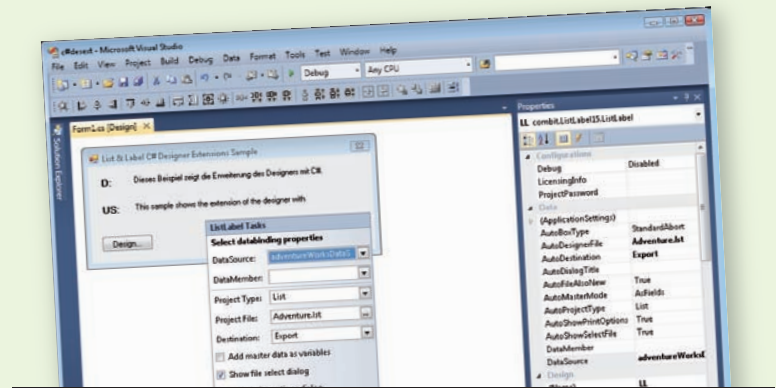 c#desext - Microsoft Visual Studio
File Edit View Project Build Debug Data Format Tools Test Window Help
Debug Any CPU
Form1.cs [Design]
Solution Explorer
List & Label C# Designer Extensions Sample
D: Dieses Beispiel zeigt die Erweiterung des Designers mit C#.
US: This sample shows the extension of the designer with
Design...
ListLabel Tasks
Select databinding properties
DataSource: adventureWorksDataS
DataMember:
Project Type: List
Project File: Adventure.lst
Destination: Export
Add master data as variables
Show file select dialog
Properties
LL combit.ListLabel15.ListLabel
Configurations
Debug Disabled
LicensingInfo
ProjectPassword
Data
(ApplicationSettings)
AutoBoxType StandardAbort
AutoDesignerFile Adventure.lst
AutoDestination Export
AutoDialogTitle
AutoFileAlsoNew True
AutoMasterMode AsFields
AutoProjectType List
AutoShowPrintOptions True
AutoShowSelectFile True
DataMember
DataSource adventureWorksD
Design
LL